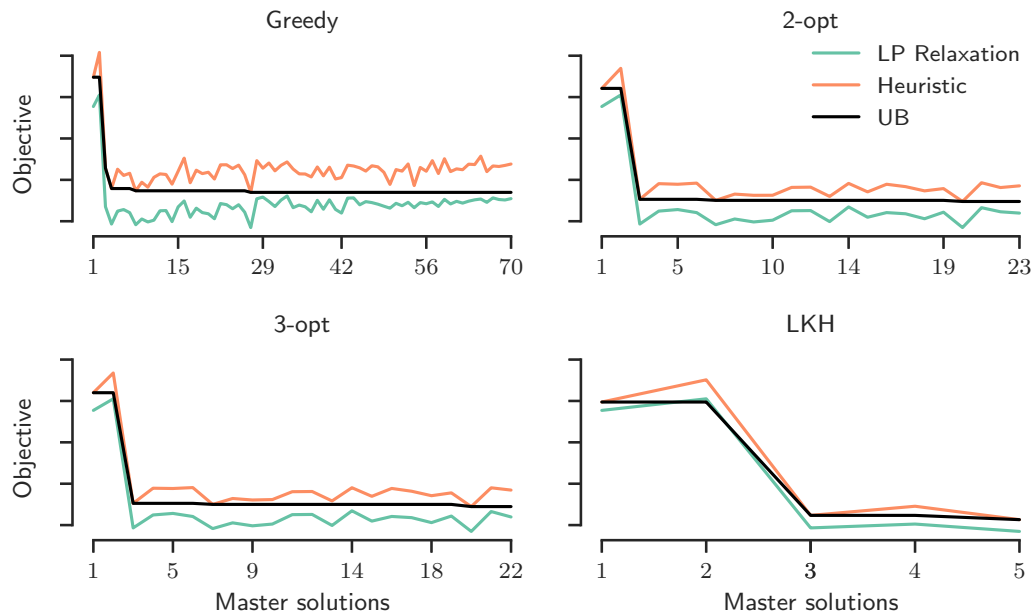 Greedy
2-opt
LP Relaxation
Heuristic
UB
Objective
1 15 29 42 56 70
1 5 10 14 19 23
3-opt
LKH
Objective
1 5 9 14 18 22
1 2 3 4 5
Master solutions
Master solutions